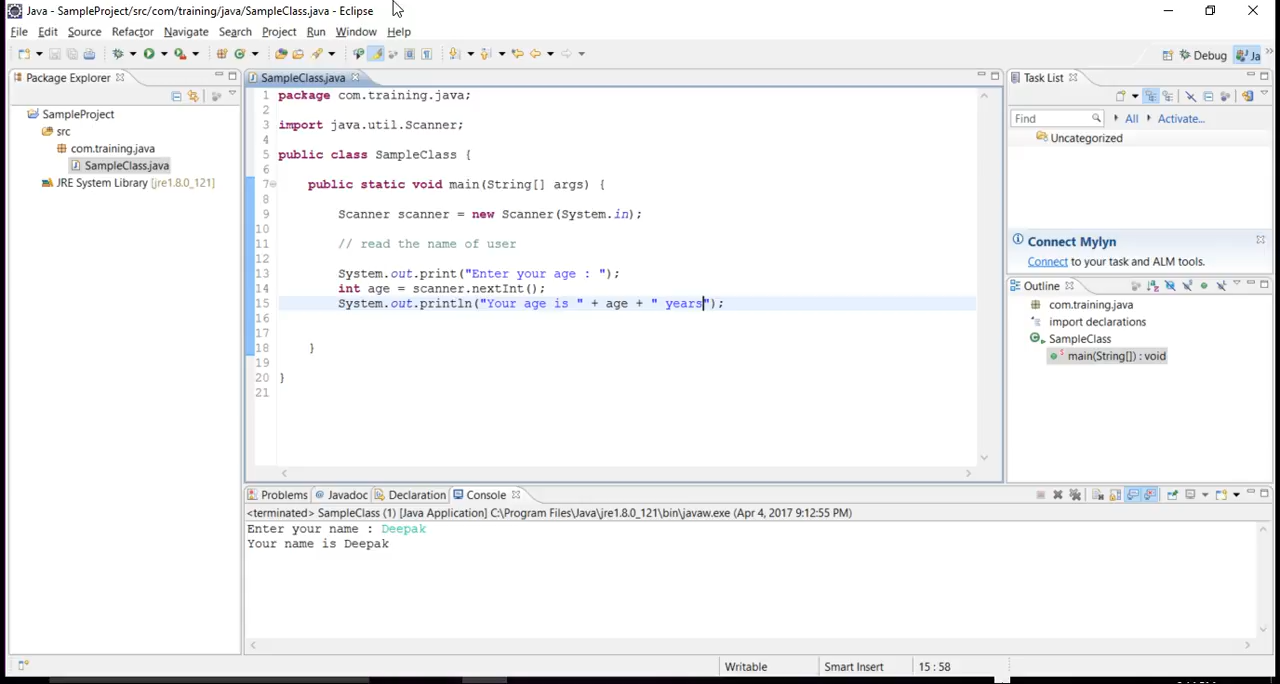 Java - SampleProject/src/com/training/java/SampleClass.java - Eclipse
File Edit Source Refactor Navigate Search Project Run Window Help
Debug Ja
Package Explorer
SampleProject
src
com.training.java
SampleClass.java
JRE System Library [jre1.8.0_121]
SampleClass.java
1 package com.training.java;
2
3 import java.util.Scanner;
4
5 public class SampleClass {
6
7 public static void main(String[] args) {
8
9 Scanner scanner = new Scanner(System.in);
10
11 // read the name of user
12
13 System.out.print("Enter your age : ");
14 int age = scanner.nextInt();
15 System.out.println("Your age is " + age + " years");
16
17
18 }
19
20 }
21
Task List
Find All Activate...
Uncategorized
Connect Mylyn
Connect to your task and ALM tools.
Outline
com.training.java
import declarations
SampleClass
main(String[]) : void
Problems @ Javadoc Declaration Console
<terminated> SampleClass (1) [Java Application] C:\Program Files\Java\jre1.8.0_121\bin\javaw.exe (Apr 4, 2017 9:12:55 PM)
Enter your name : Deepak
Your name is Deepak
Writable Smart Insert 15 : 58